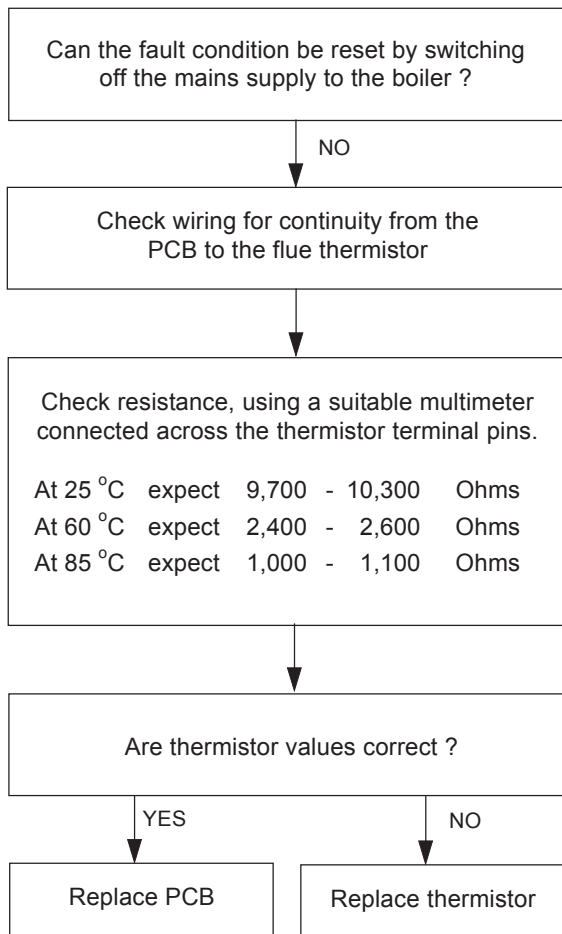 Can the fault condition be reset by switching
off the mains supply to the boiler ?
NO
Check wiring for continuity from the
PCB to the flue thermistor
Check resistance, using a suitable multimeter
connected across the thermistor terminal pins.
At 25 °C expect 9,700 - 10,300 Ohms
At 60 °C expect 2,400 - 2,600 Ohms
At 85 °C expect 1,000 - 1,100 Ohms
Are thermistor values correct ?
YES
NO
Replace PCB
Replace thermistor